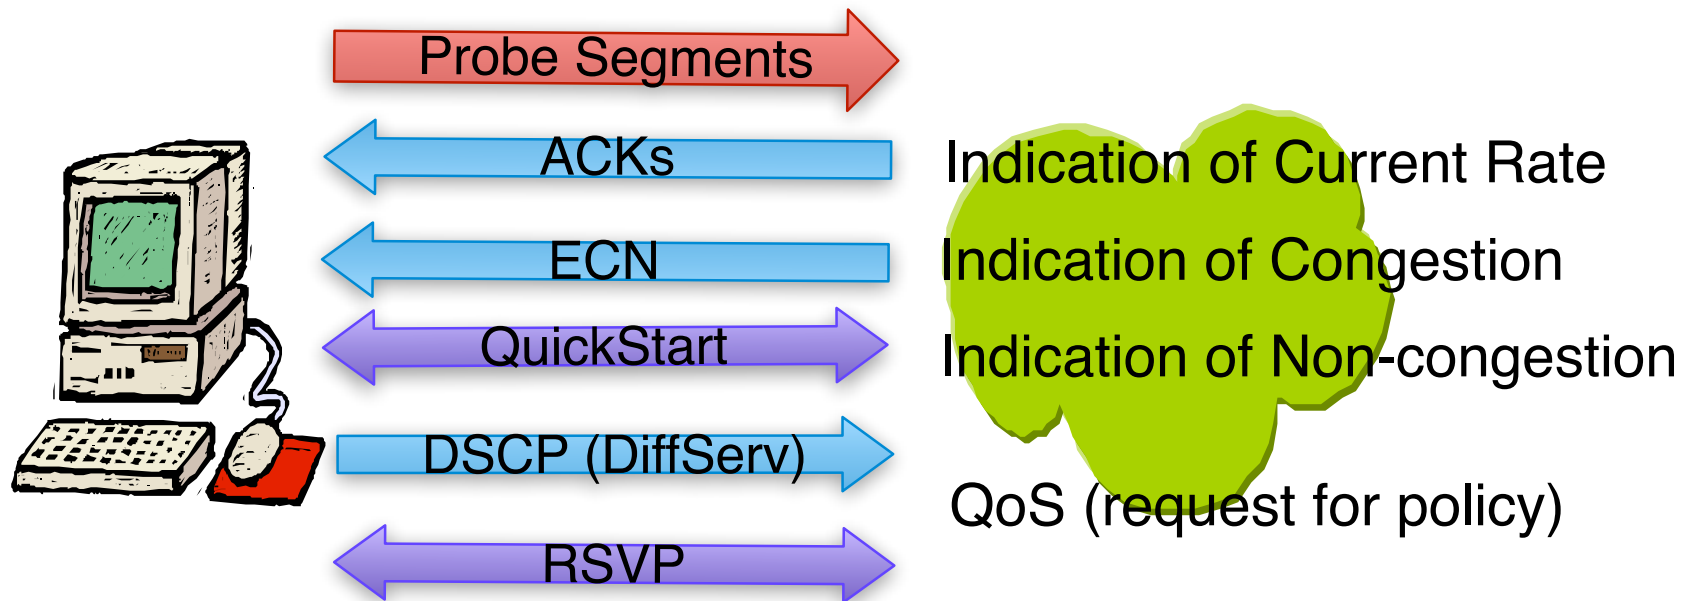 Probe Segments
ACKs
Indication of Current Rate
ECN
Indication of Congestion
QuickStart
Indication of Non-congestion
DSCP (DiffServ)
QoS (request for policy)
RSVP